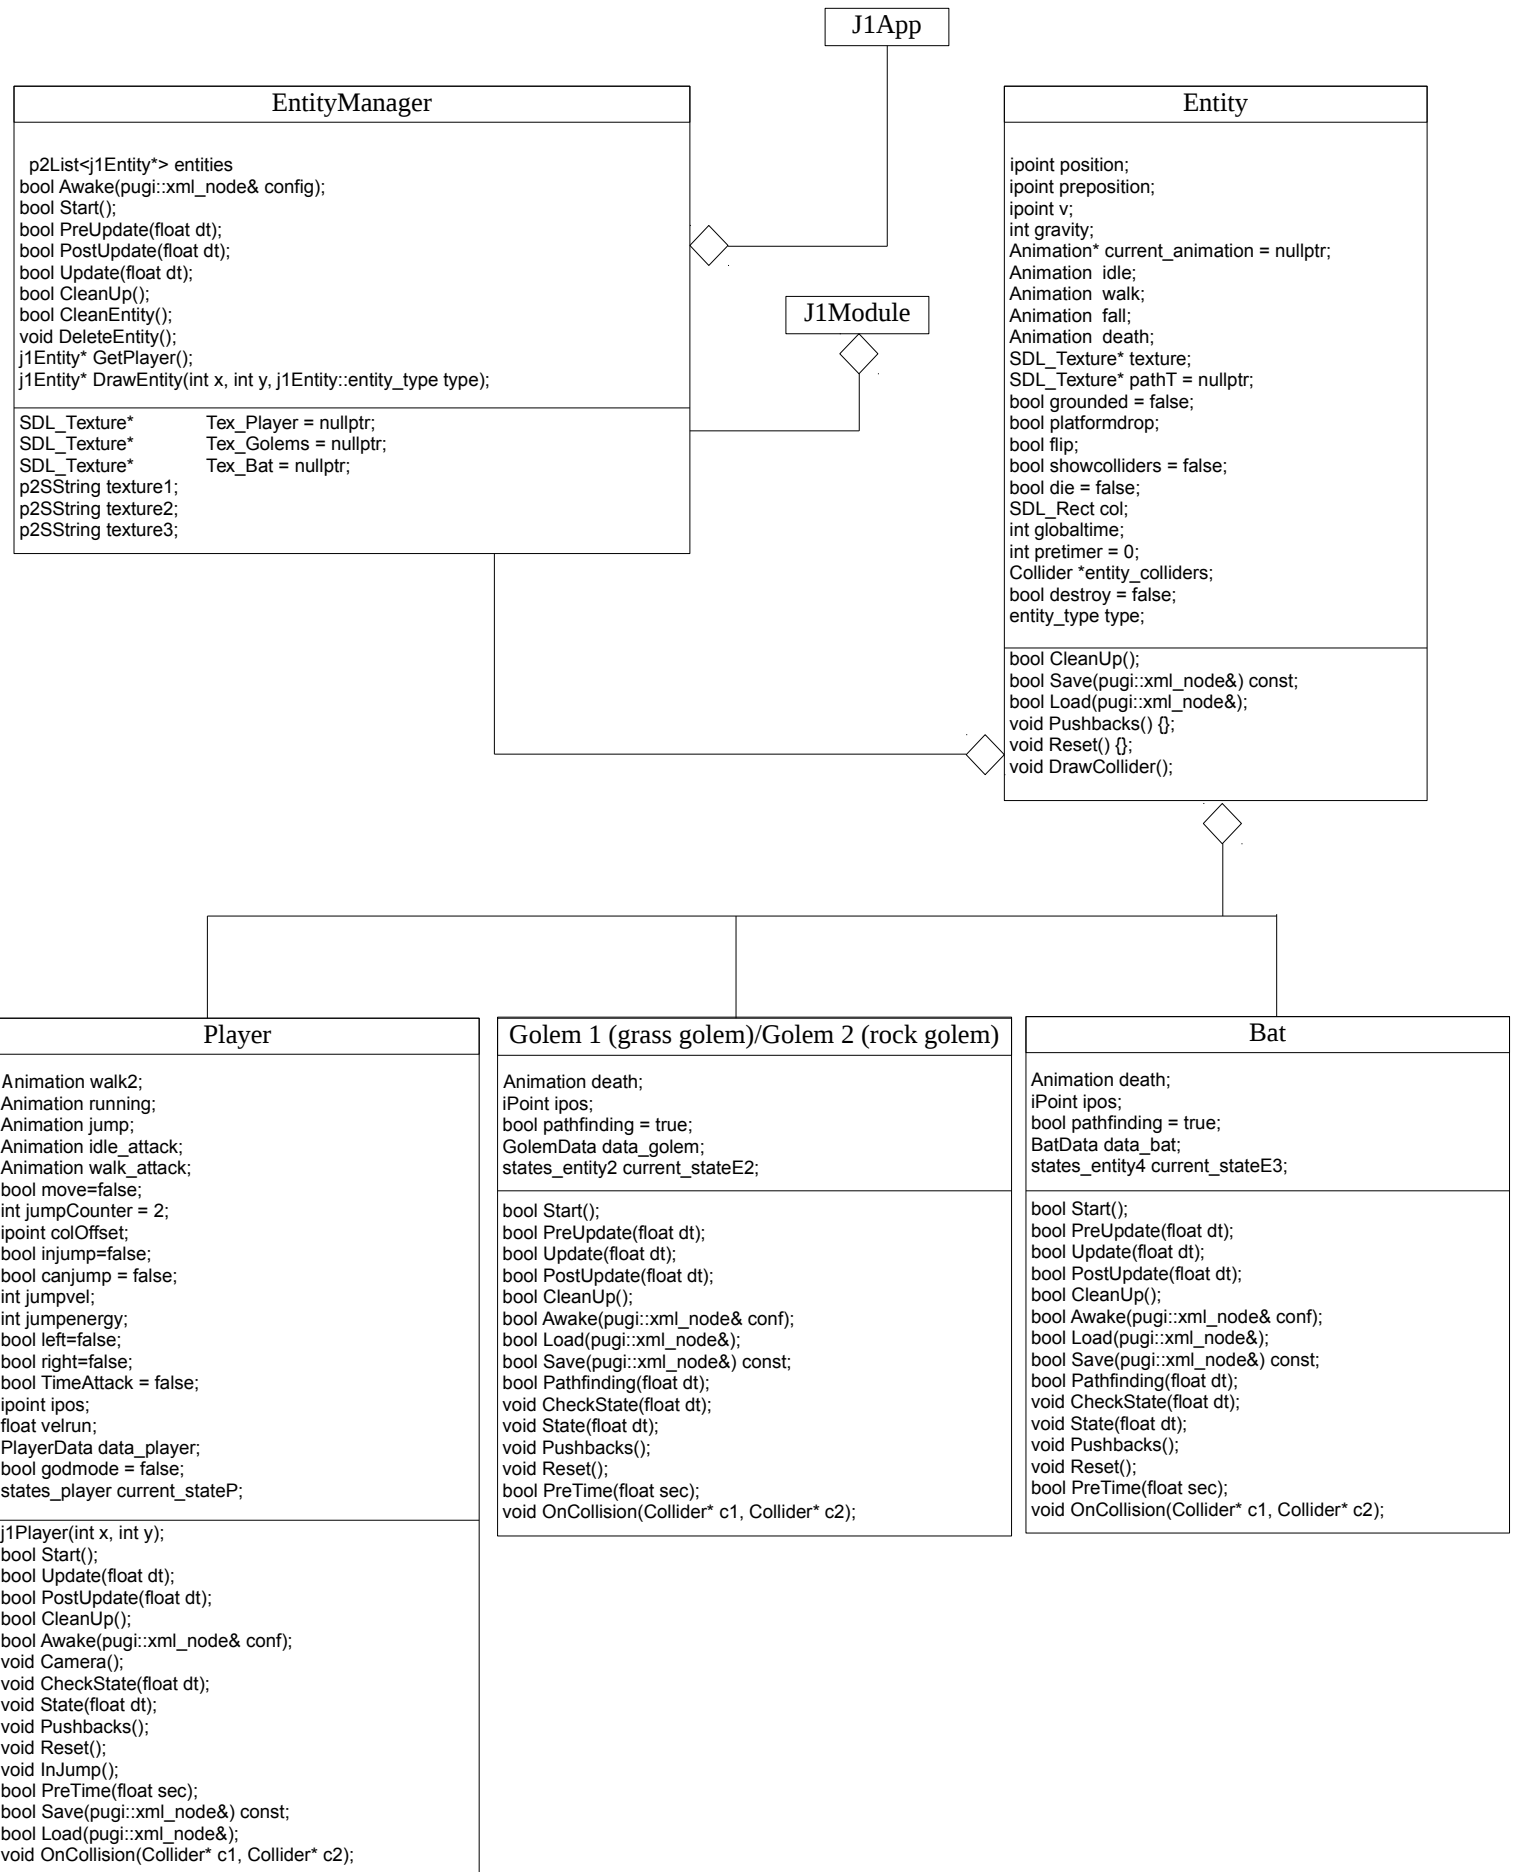 J1App
EntityManager
p2List<j1Entity*> entities
bool Awake(pugi::xml_node& config);
bool Start();
bool PreUpdate(float dt);
bool PostUpdate(float dt);
bool Update(float dt);
bool CleanUp();
bool CleanEntity();
void DeleteEntity();
j1Entity* GetPlayer();
j1Entity* DrawEntity(int x, int y, j1Entity::entity_type type);
SDL_Texture* Tex_Player = nullptr;
SDL_Texture* Tex_Golems = nullptr;
SDL_Texture* Tex_Bat = nullptr;
p2SString texture1;
p2SString texture2;
p2SString texture3;
J1Module
Entity
ipoint position;
ipoint preposition;
ipoint v;
int gravity;
Animation* current_animation = nullptr;
Animation idle;
Animation walk;
Animation fall;
Animation death;
SDL_Texture* texture;
SDL_Texture* pathT = nullptr;
bool grounded = false;
bool platformdrop;
bool flip;
bool showcolliders = false;
bool die = false;
SDL_Rect col;
int globaltime;
int pretimer = 0;
Collider *entity_colliders;
bool destroy = false;
entity_type type;
bool CleanUp();
bool Save(pugi::xml_node&) const;
bool Load(pugi::xml_node&);
void Pushbacks() {};
void Reset() {};
void DrawCollider();
Player
Animation walk2;
Animation running;
Animation jump;
Animation idle_attack;
Animation walk_attack;
bool move=false;
int jumpCounter = 2;
ipoint colOffset;
bool injump=false;
bool canjump = false;
int jumpvel;
int jumpenergy;
bool left=false;
bool right=false;
bool TimeAttack = false;
ipoint ipos;
float velrun;
PlayerData data_player;
bool godmode = false;
states_player current_stateP;
j1Player(int x, int y);
bool Start();
bool Update(float dt);
bool PostUpdate(float dt);
bool CleanUp();
bool Awake(pugi::xml_node& conf);
void Camera();
void CheckState(float dt);
void State(float dt);
void Pushbacks();
void Reset();
void InJump();
bool PreTime(float sec);
bool Save(pugi::xml_node&) const;
bool Load(pugi::xml_node&);
void OnCollision(Collider* c1, Collider* c2);
Golem 1 (grass golem)/Golem 2 (rock golem)
Animation death;
iPoint ipos;
bool pathfinding = true;
GolemData data_golem;
states_entity2 current_stateE2;
bool Start();
bool PreUpdate(float dt);
bool Update(float dt);
bool PostUpdate(float dt);
bool CleanUp();
bool Awake(pugi::xml_node& conf);
bool Load(pugi::xml_node&);
bool Save(pugi::xml_node&) const;
bool Pathfinding(float dt);
void CheckState(float dt);
void State(float dt);
void Pushbacks();
void Reset();
bool PreTime(float sec);
void OnCollision(Collider* c1, Collider* c2);
Bat
Animation death;
iPoint ipos;
bool pathfinding = true;
BatData data_bat;
states_entity4 current_stateE3;
bool Start();
bool PreUpdate(float dt);
bool Update(float dt);
bool PostUpdate(float dt);
bool CleanUp();
bool Awake(pugi::xml_node& conf);
bool Load(pugi::xml_node&);
bool Save(pugi::xml_node&) const;
bool Pathfinding(float dt);
void CheckState(float dt);
void State(float dt);
void Pushbacks();
void Reset();
bool PreTime(float sec);
void OnCollision(Collider* c1, Collider* c2);